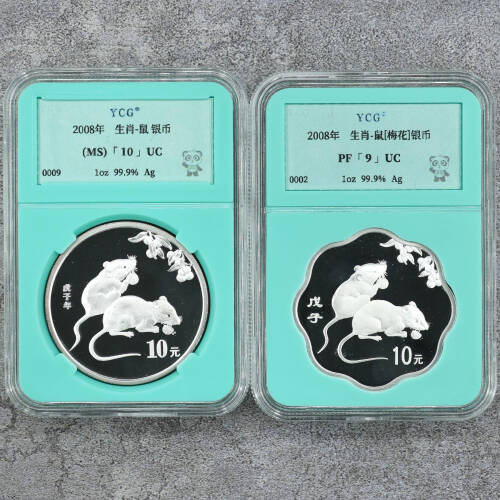 YCG®
2008年 生肖-鼠 银币
(MS)「10」UC
0009
1oz 99.9% Ag
戊子年
10元
YCG
2008年 生肖-鼠[梅花]银币
PF「9」UC
0002
1oz 99.9% Ag
戊子
10元